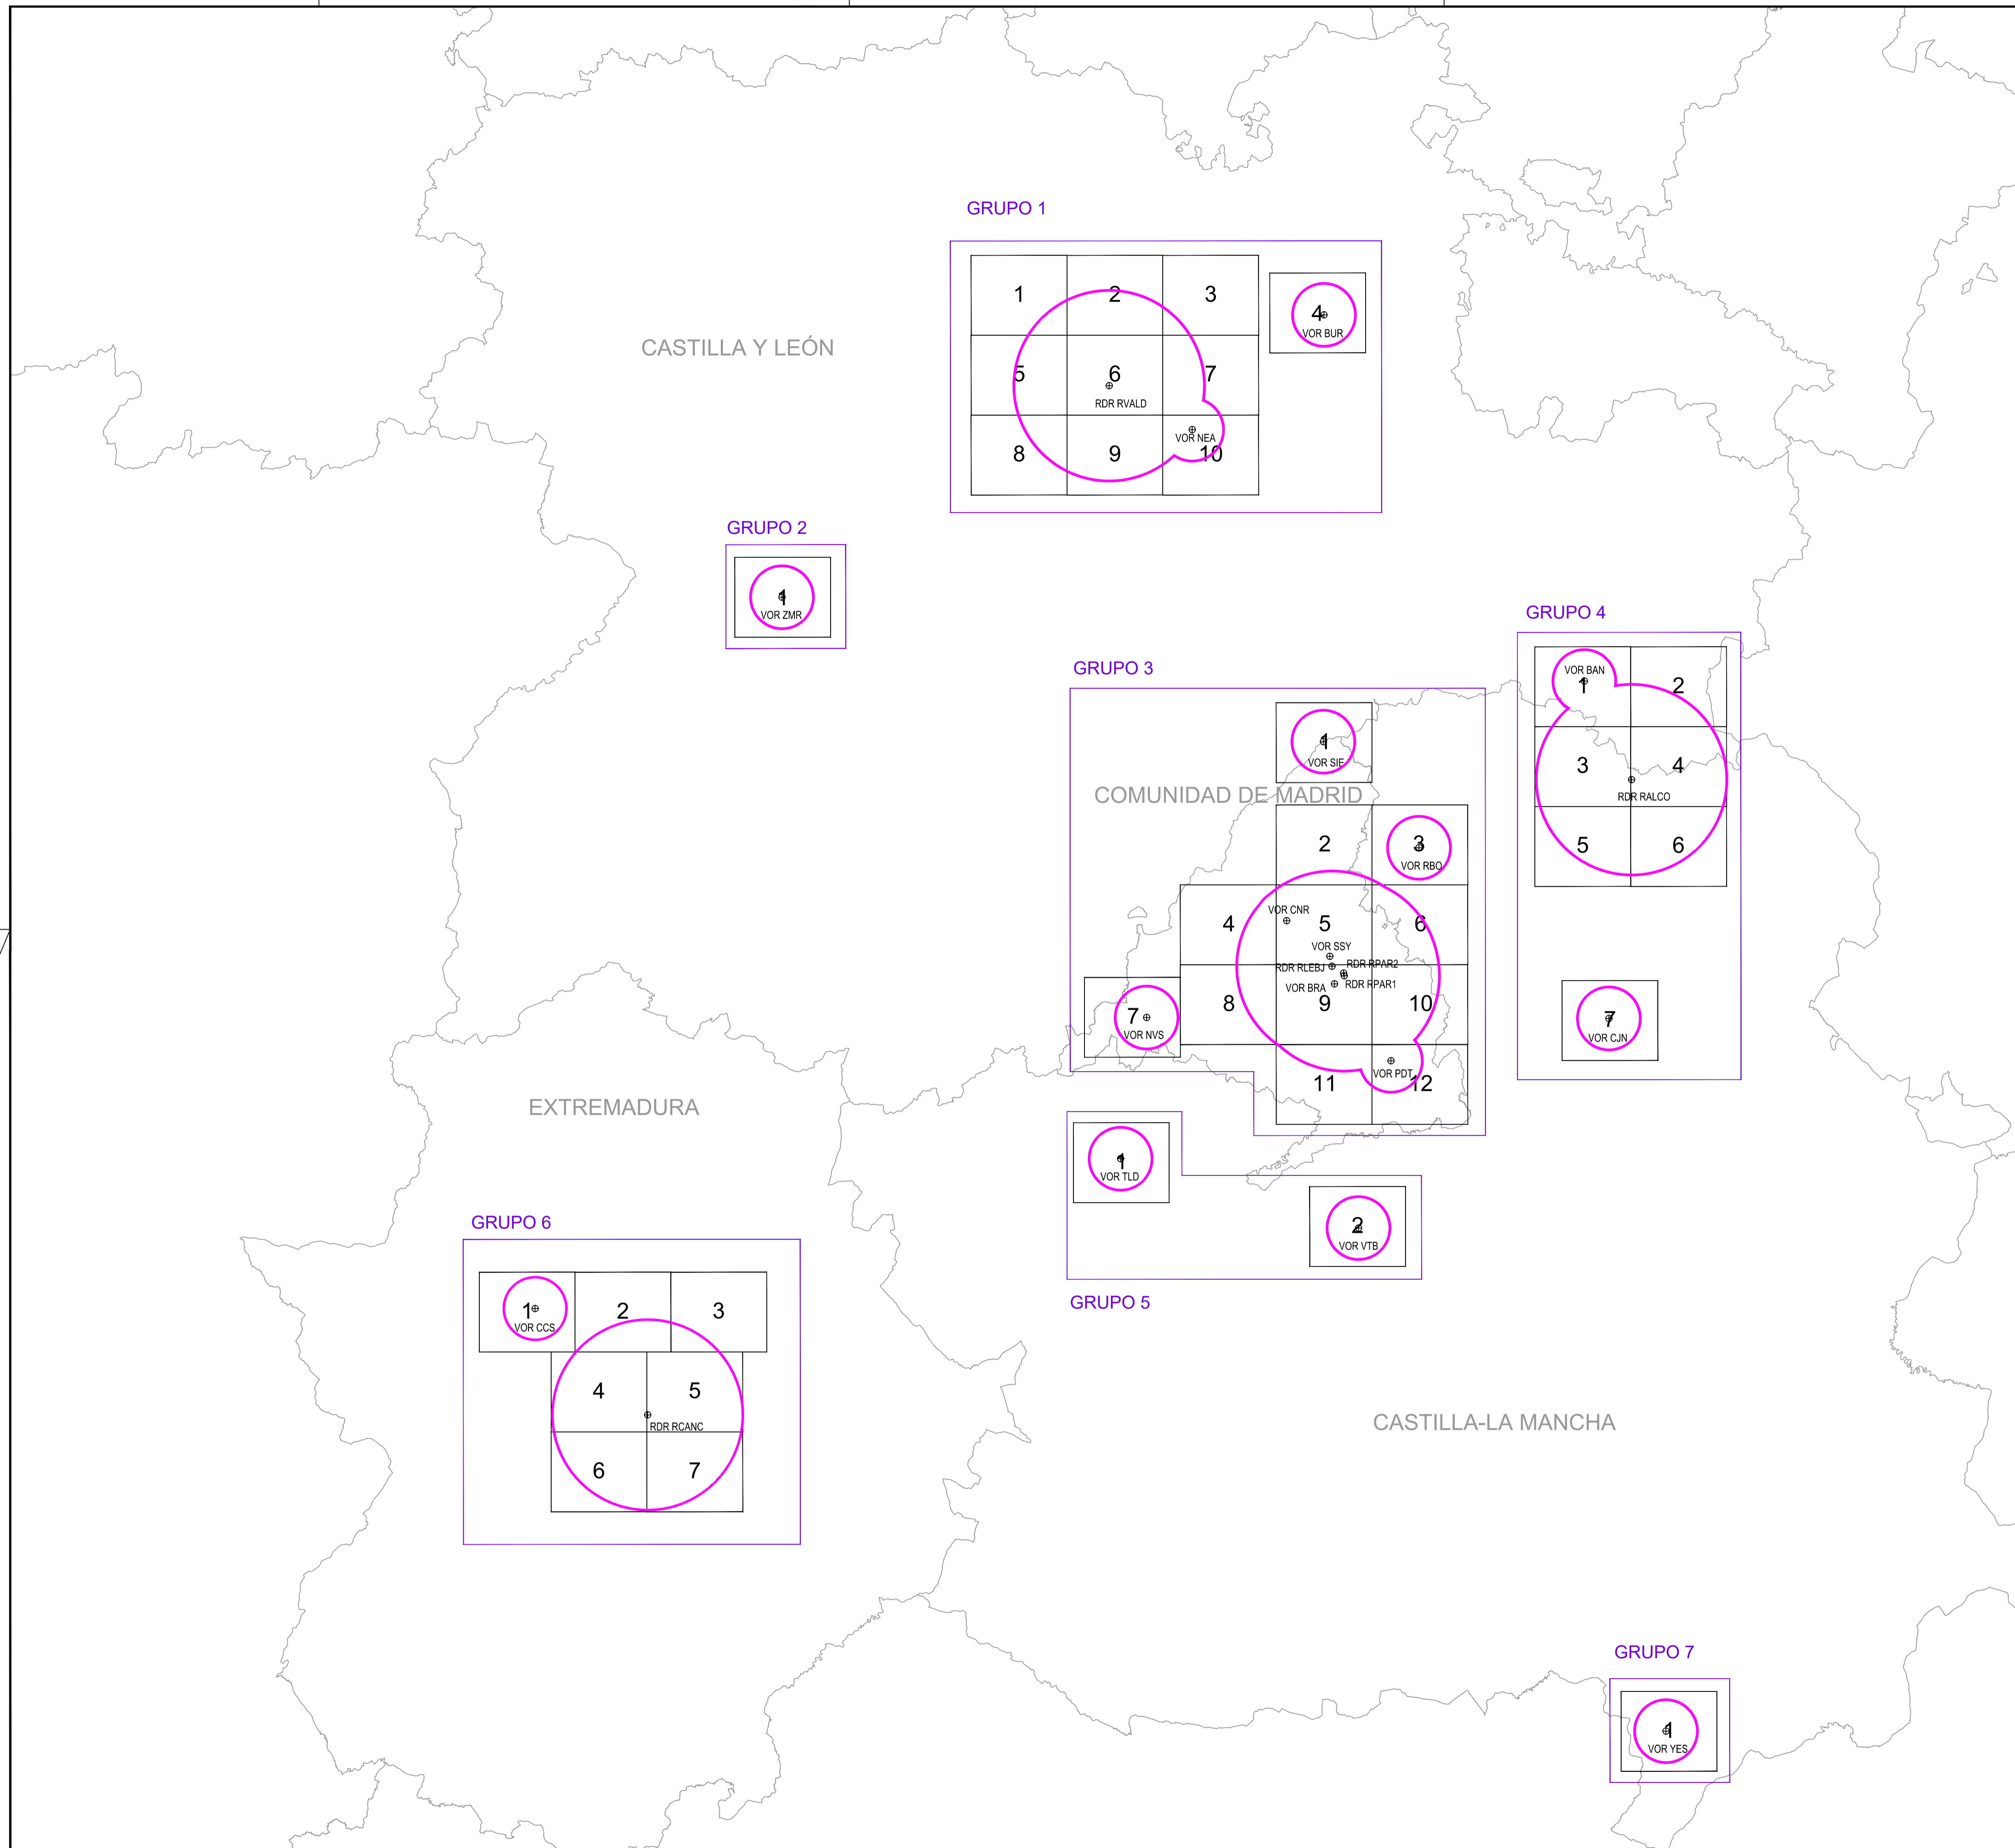 GRUPO 1
1
2
3
4
VOR BUR
CASTILLA Y LEÓN
5
6
7
RDR RVALD
VOR NEA
8
9
10
GRUPO 2
1
VOR ZMR
GRUPO 4
VOR BAN
1
2
3
4
RDR RALCO
5
6
7
VOR CJN
GRUPO 3
1
VOR SIE
COMUNIDAD DE MADRID
2
3
VOR RBO
VOR CNR
4
5
6
VOR SSY
RDR RLEBJ
RDR RPAR2
RDR RPAR1
VOR BRA
7
VOR NVS
8
9
10
VOR PDT
11
12
EXTREMADURA
1
VOR TLD
2
VOR VTB
GRUPO 5
GRUPO 6
1
VOR CCS
2
3
4
5
RDR RCANC
6
7
CASTILLA-LA MANCHA
GRUPO 7
1
VOR YES